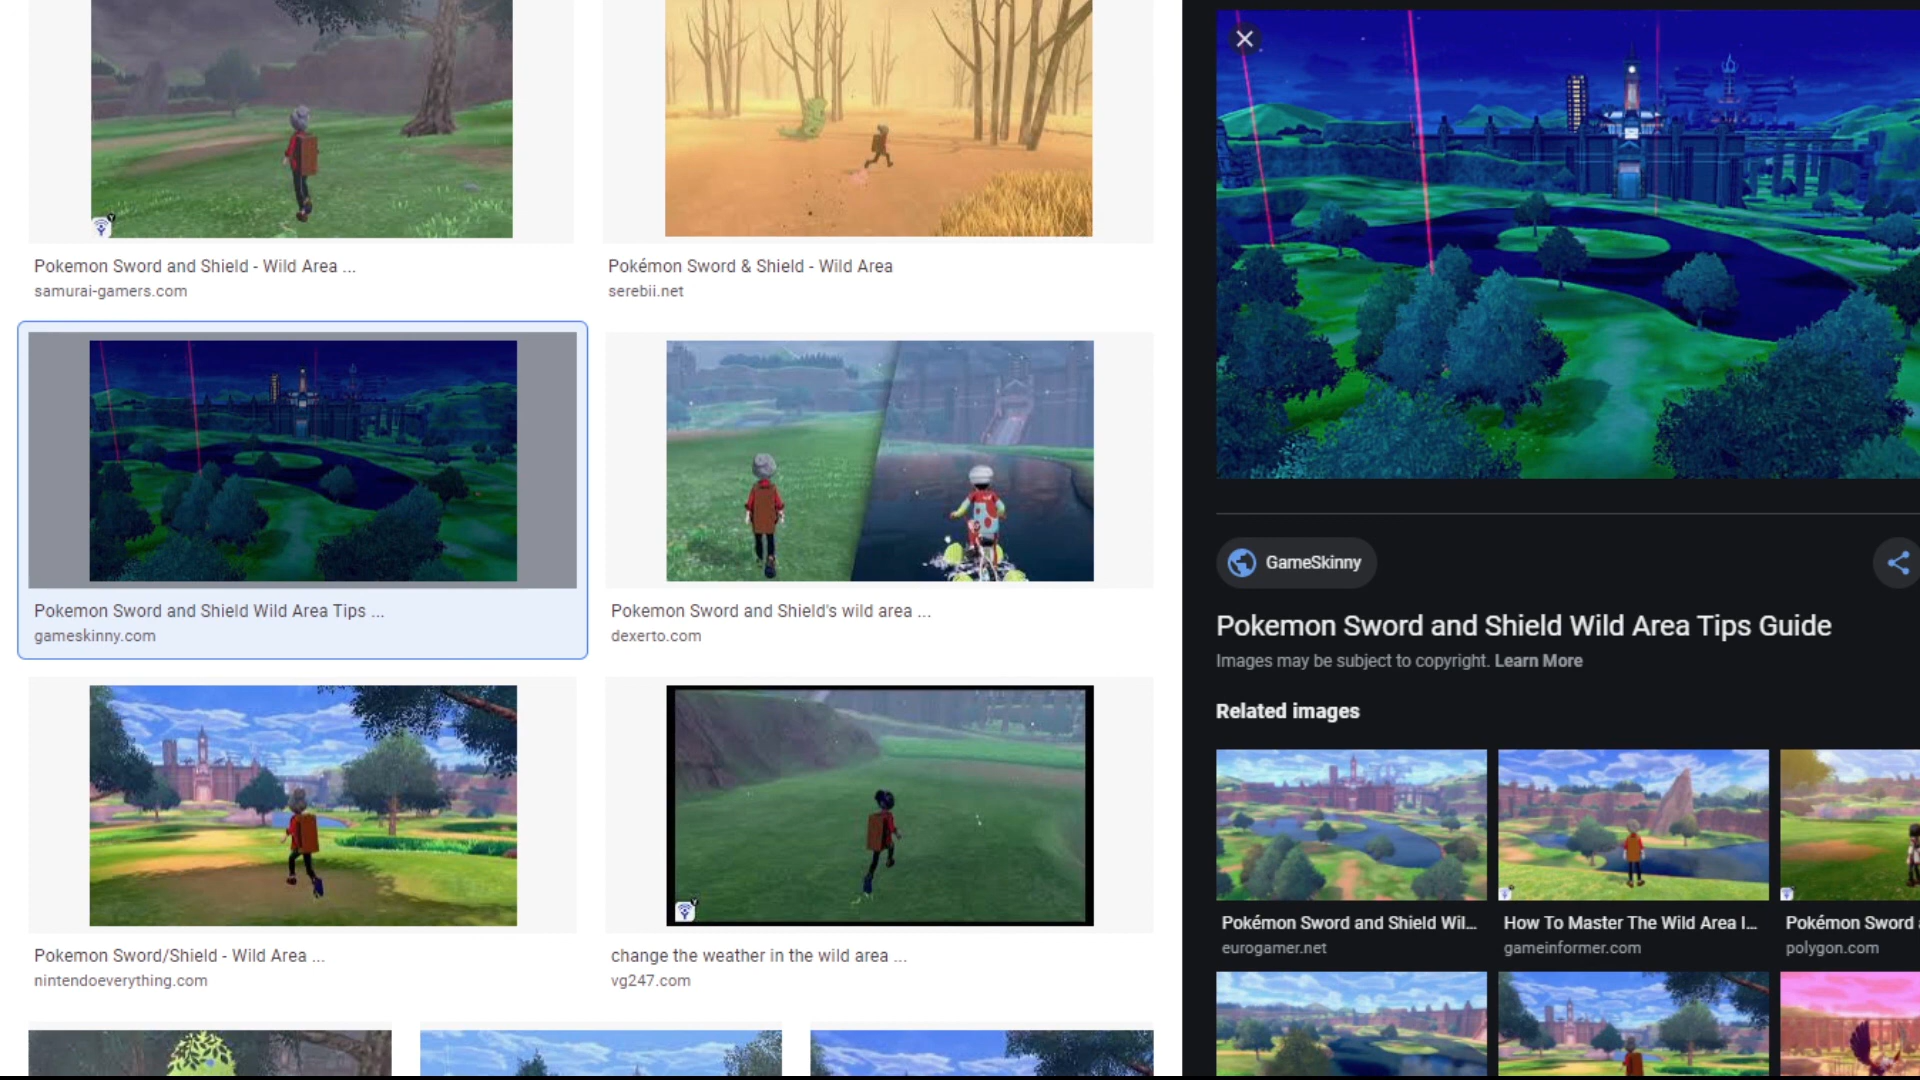 Pokemon Sword and Shield - Wild Area ...
samurai-gamers.com
Pokémon Sword & Shield - Wild Area
serebii.net
Pokemon Sword and Shield Wild Area Tips ...
gameskinny.com
Pokemon Sword and Shield's wild area ...
dexerto.com
Pokemon Sword/Shield - Wild Area ...
nintendoeverything.com
change the weather in the wild area ...
vg247.com
GameSkinny
Pokemon Sword and Shield Wild Area Tips Guide
Images may be subject to copyright. Learn More
Related images
Pokémon Sword and Shield Wil...
eurogamer.net
How To Master The Wild Area I...
gameinformer.com
Pokémon Sword
polygon.com